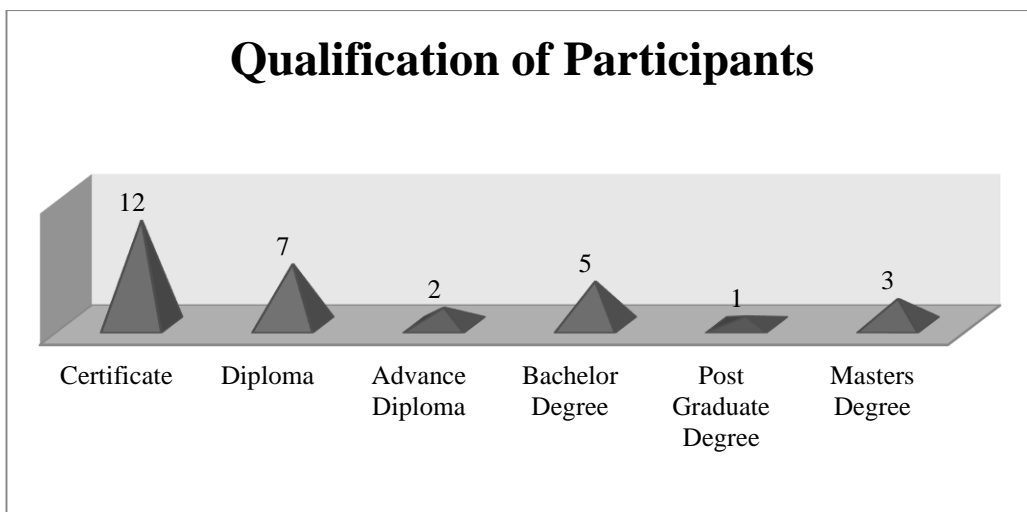 Qualification of Participants
12
7
2
5
1
3
Certificate
Diploma
Advance
Diploma
Bachelor
Degree
Post
Graduate
Degree
Masters
Degree